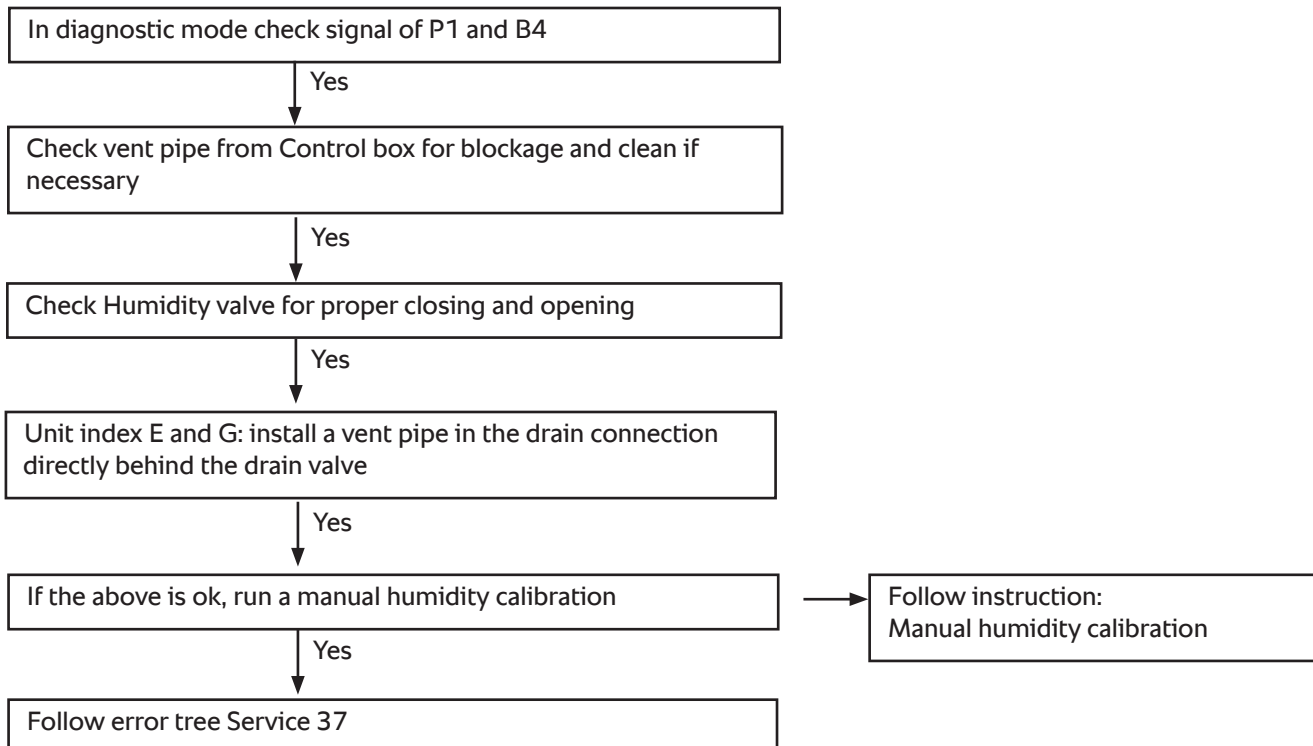 In diagnostic mode check signal of P1 and B4
Yes
Check vent pipe from Control box for blockage and clean if
necessary
Yes
Check Humidity valve for proper closing and opening
Yes
Unit index E and G: install a vent pipe in the drain connection
directly behind the drain valve
Yes
If the above is ok, run a manual humidity calibration
Follow instruction:
Manual humidity calibration
Yes
Follow error tree Service 37